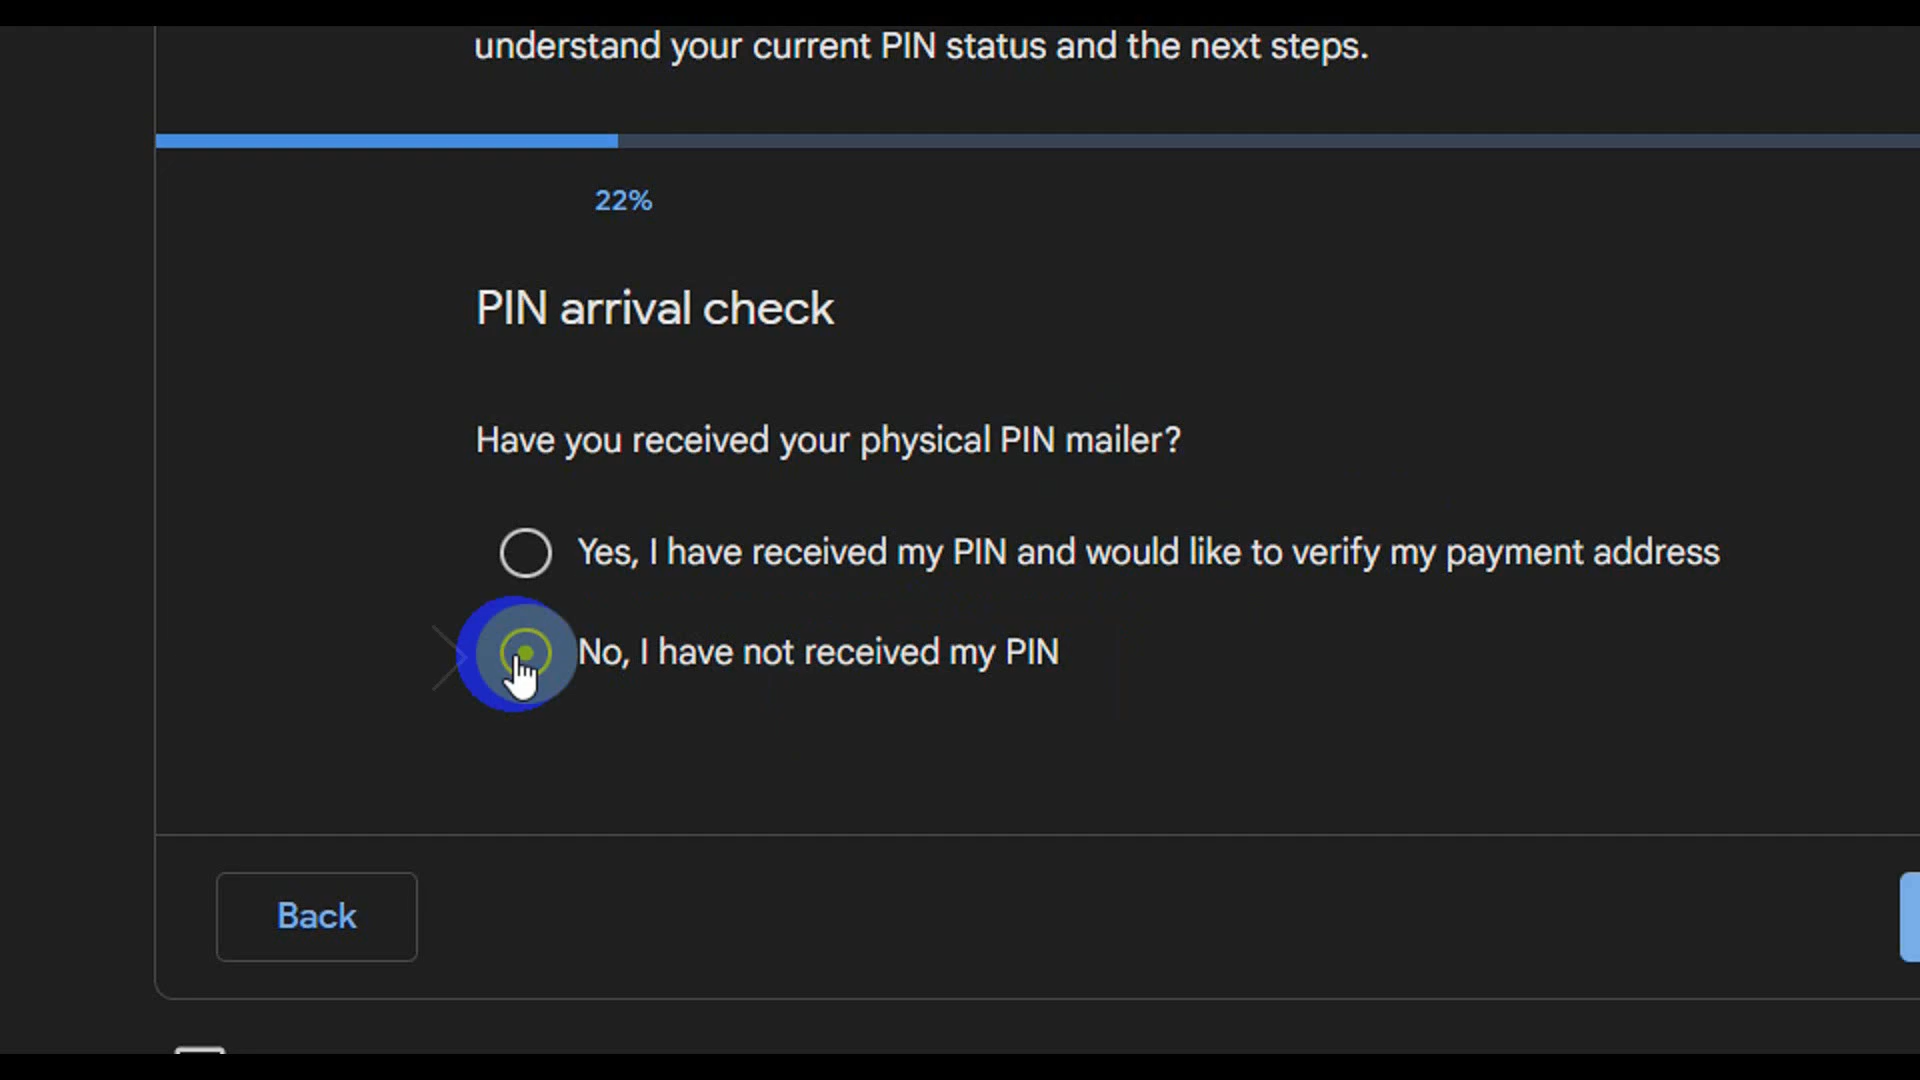 understand your current PIN status and the next steps.
22%
PIN arrival check
Have you received your physical PIN mailer?
Yes, I have received my PIN and would like to verify my payment address
No, I have not received my PIN
Back